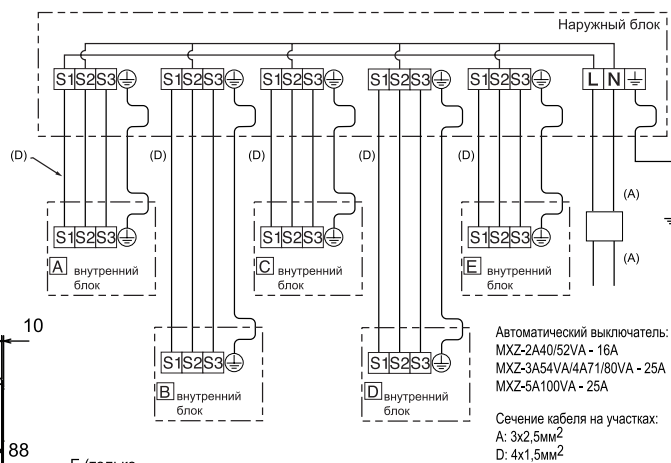 Наружный блок
S1 S2 S3 S1 S2 S3 S1 S2 S3 S1 S2 S3 S1 S2 S3 L N
(D) (D) (D) (D) (D)
(A)
S1 S2 S3 S1 S2 S3 S1 S2 S3
A внутренний блок
C внутренний блок
E внутренний блок
(A)
10
S1 S2 S3 S1 S2 S3
B внутренний блок
D внутренний блок
Автоматический выключатель:
MXZ-2A40/52VA - 16A
MXZ-3A54VA/4A71/80VA - 25A
MXZ-5A100VA - 25A
Сечение кабеля на участках:
A: 3x2,5мм2
D: 4x1,5мм2
88